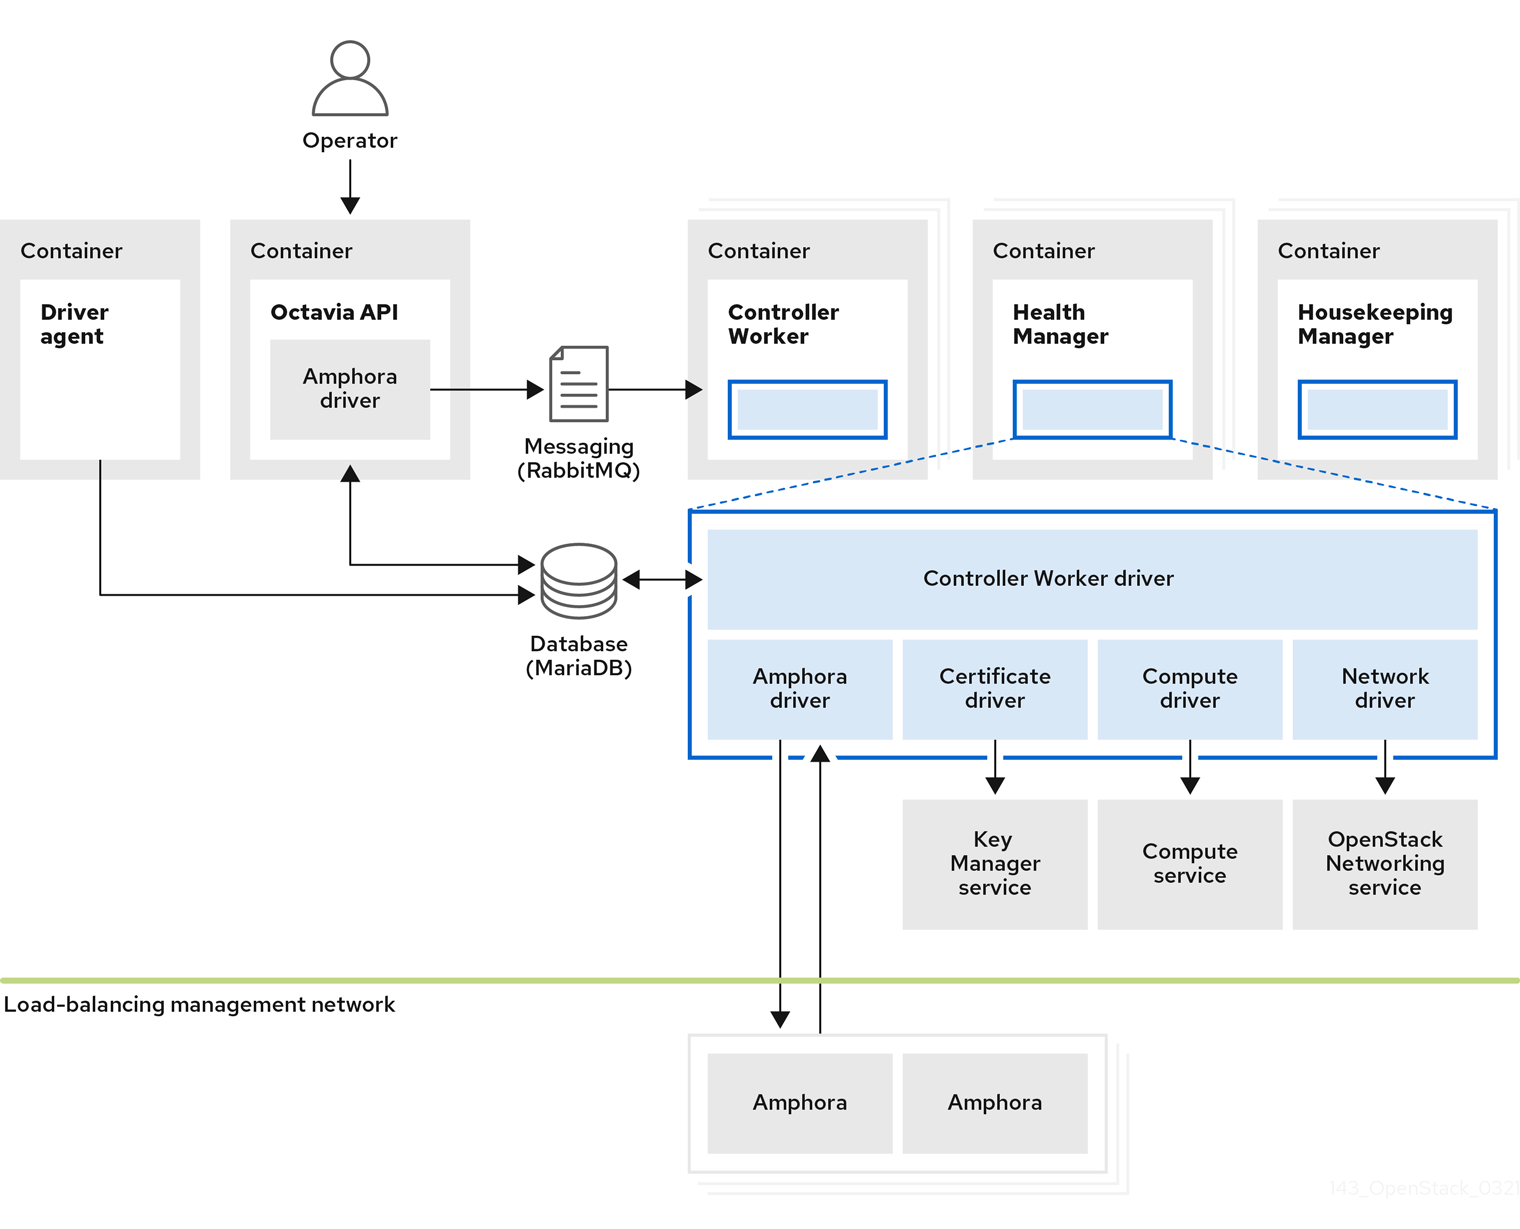 Operator
Container
Driver
agent
Container
Octavia API
Amphora
driver
Messaging
(RabbitMQ)
Container
Controller
Worker
Container
Health
Manager
Container
Housekeeping
Manager
Database
(MariaDB)
Controller Worker driver
Amphora
driver
Certificate
driver
Compute
driver
Network
driver
Key
Manager
service
Compute
service
OpenStack
Networking
service
Load-balancing management network
Amphora
Amphora
143_OpenStack_0321